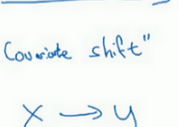 Covariate shift"
X → y